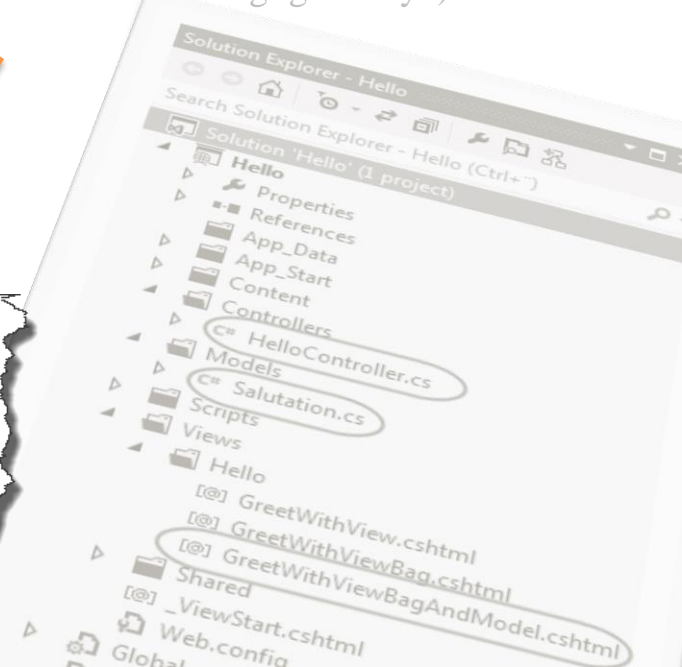 Solution Explorer - Hello
Search Solution Explorer - Hello (Ctrl+¨)
Solution 'Hello' (1 project)
Hello
Properties
References
App_Data
App_Start
Content
Controllers
C# HelloController.cs
Models
C# Salutation.cs
Scripts
Views
Hello
[@] GreetWithView.cshtml
[@] GreetWithViewBag.cshtml
[@] GreetWithViewBagAndModel.cshtml
Shared
[@] _ViewStart.cshtml
Web.config